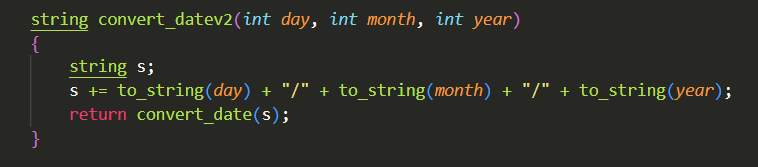 string convert_datev2(int day, int month, int year)
{
    string s;
    s += to_string(day) + "/" + to_string(month) + "/" + to_string(year);
    return convert_date(s);
}